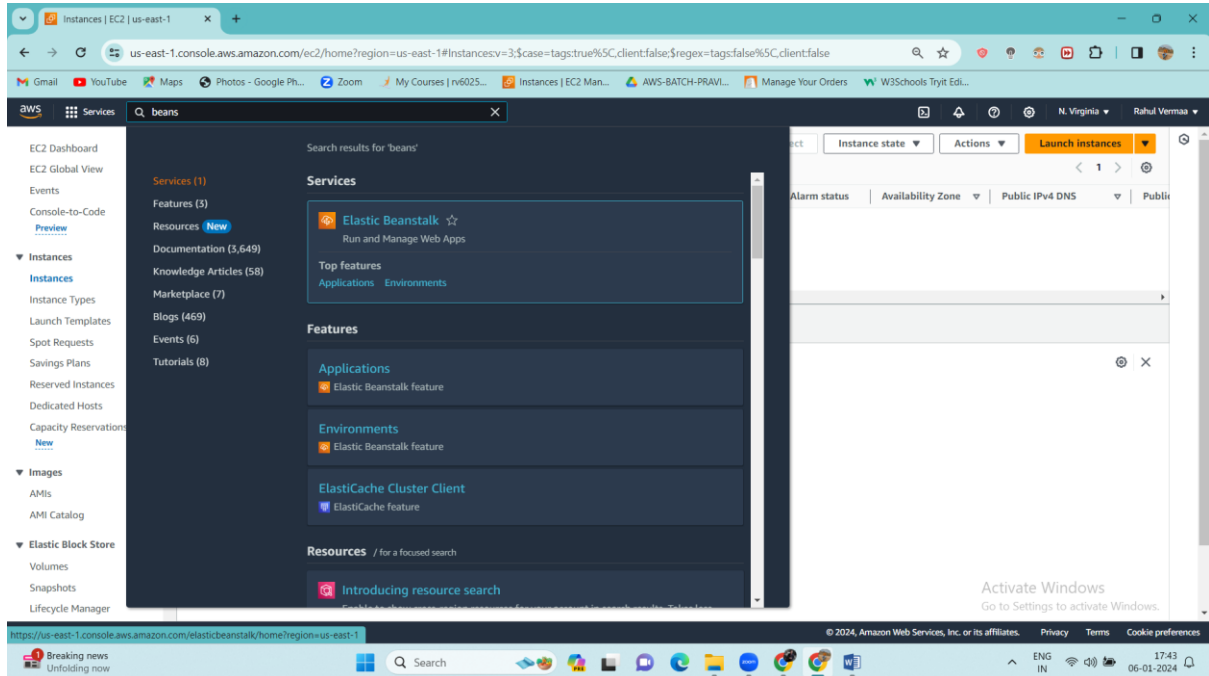 Instances | EC2 | us-east-1
us-east-1.console.aws.amazon.com/ec2/home?region=us-east-1#Instances:v=3;$case=tags:true%5C,client:false;$regex=tags:false%5C,client:false
Gmail YouTube Maps Photos - Google Ph... Zoom My Courses | rv6025... Instances | EC2 Man... AWS-BATCH-PRAVI... Manage Your Orders W3Schools Tryit Edi...
aws Services beans N. Virginia Rahul Vermaa
EC2 Dashboard
EC2 Global View
Events
Console-to-Code
Preview
Instances
Instances
Instance Types
Launch Templates
Spot Requests
Savings Plans
Reserved Instances
Dedicated Hosts
Capacity Reservations
New
Images
AMIs
AMI Catalog
Elastic Block Store
Volumes
Snapshots
Lifecycle Manager
Search results for 'beans'
Services (1)
Features (3)
Resources New
Documentation (3,649)
Knowledge Articles (58)
Marketplace (7)
Blogs (469)
Events (6)
Tutorials (8)
Services
Elastic Beanstalk
Run and Manage Web Apps
Top features
Applications Environments
Features
Applications
Elastic Beanstalk feature
Environments
Elastic Beanstalk feature
ElastiCache Cluster Client
ElastiCache feature
Resources / for a focused search
Introducing resource search
ect Instance state Actions Launch instances
1
Alarm status Availability Zone Public IPv4 DNS Public
Activate Windows
Go to Settings to activate Windows.
https://us-east-1.console.aws.amazon.com/elasticbeanstalk/home?region=us-east-1
© 2024, Amazon Web Services, Inc. or its affiliates. Privacy Terms Cookie preferences
1 Breaking news
Unfolding now
Search
ENG
IN
17:43
06-01-2024